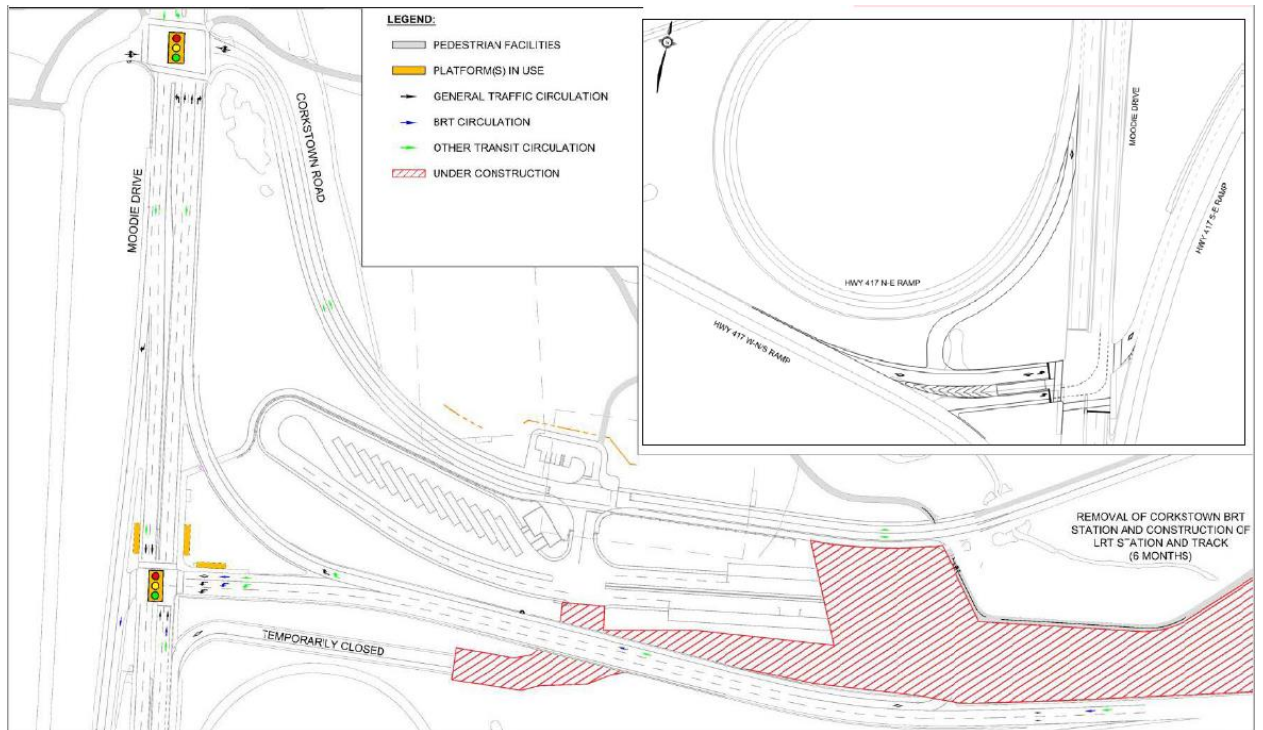 LEGEND:
PEDESTRIAN FACILITIES
PLATFORM(S) IN USE
GENERAL TRAFFIC CIRCULATION
BRT CIRCULATION
OTHER TRANSIT CIRCULATION
UNDER CONSTRUCTION
CORKSTOWN ROAD
MOODIE DRIVE
MOODIE DRIVE
HWY 417 S-E RAMP
HWY 417 N-E RAMP
HWY 417 W-N/S RAMP
REMOVAL OF CORKSTOWN BRT
STATION AND CONSTRUCTION OF
LRT STATION AND TRACK
(6 MONTHS)
TEMPORARILY CLOSED